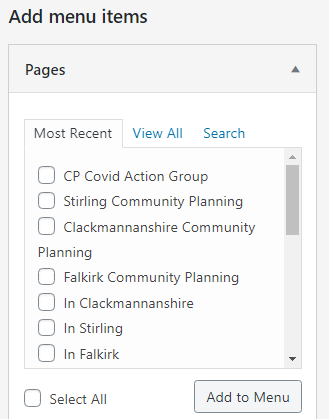 Add menu items
Pages
Most Recent View All Search
CP Covid Action Group
Stirling Community Planning
Clackmannanshire Community
Planning
Falkirk Community Planning
In Clackmannanshire
In Stirling
In Falkirk
Select All Add to Menu